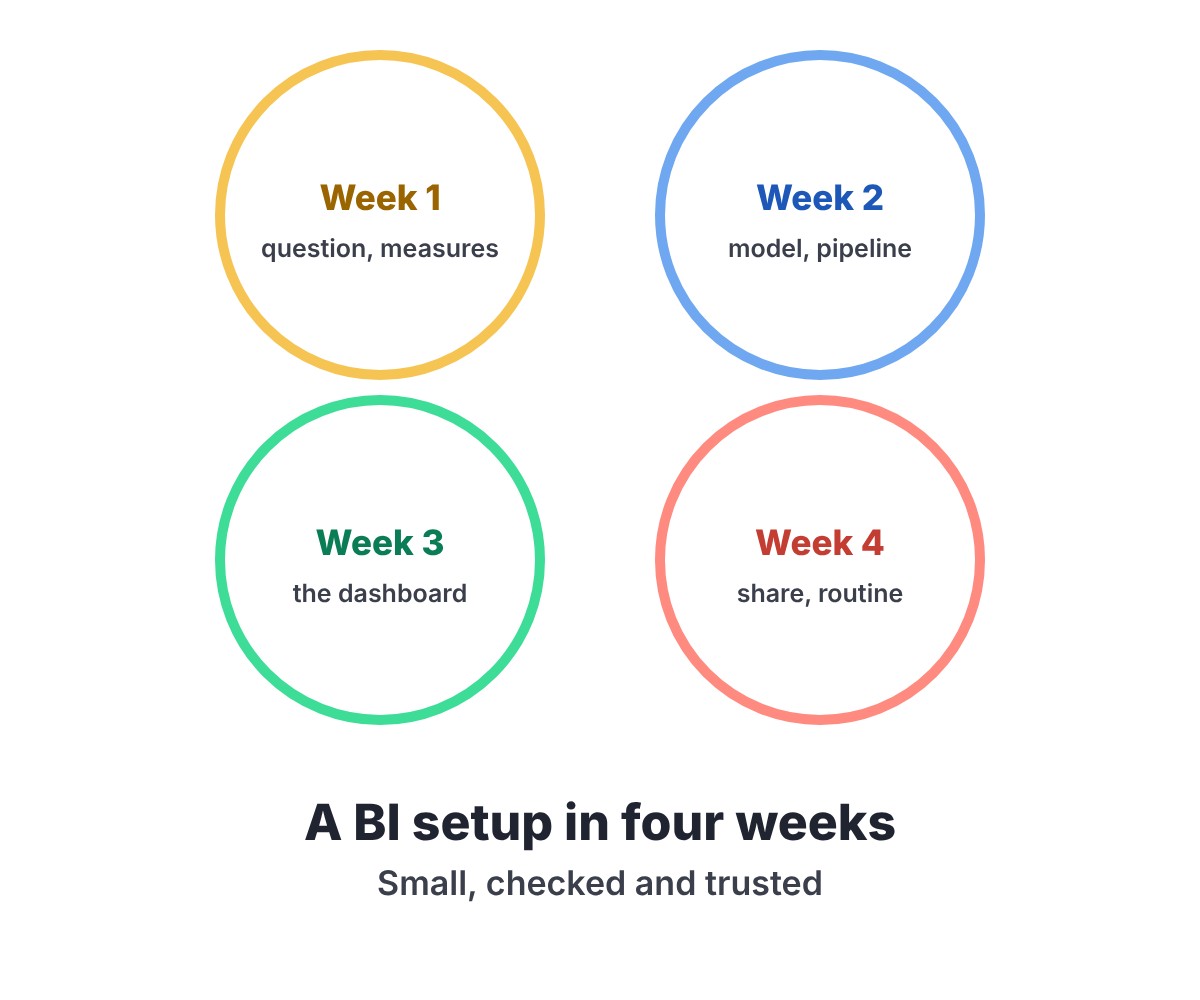 Week 1
question, measures
Week 2
model, pipeline
Week 3
the dashboard
Week 4
share, routine
A BI setup in four weeks
Small, checked and trusted